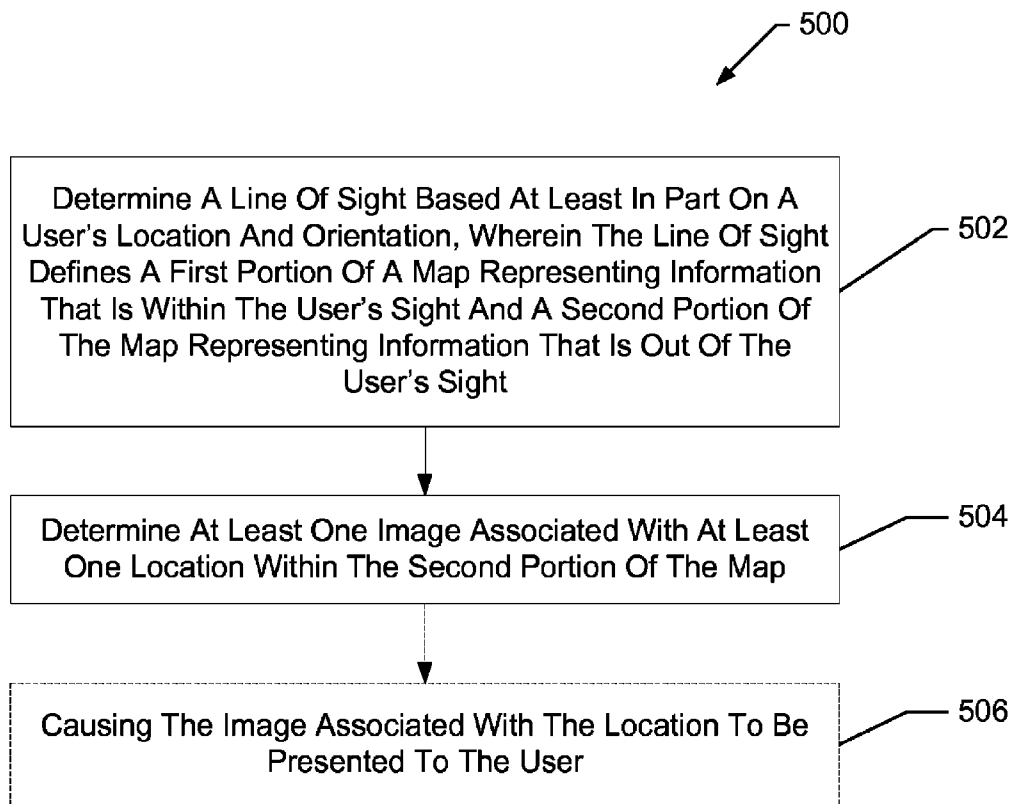 500
Determine A Line Of Sight Based At Least In Part On A
User's Location And Orientation, Wherein The Line Of Sight
Defines A First Portion Of A Map Representing Information
That Is Within The User's Sight And A Second Portion Of
The Map Representing Information That Is Out Of The
User's Sight
502
Determine At Least One Image Associated With At Least
One Location Within The Second Portion Of The Map
504
Causing The Image Associated With The Location To Be
Presented To The User
506